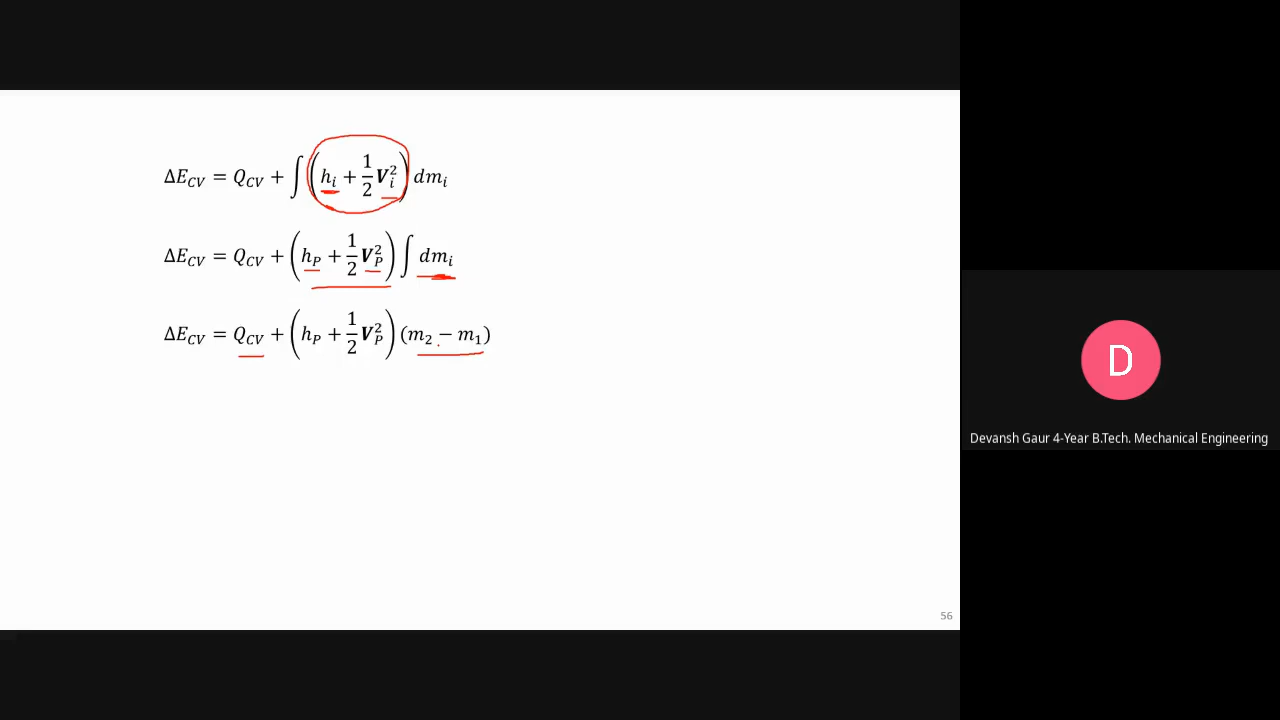 ΔE_CV = Q_CV + ∫ (h_i + 1/2 V_i^2) dm_i
ΔE_CV = Q_CV + (h_P + 1/2 V_P^2) ∫ dm_i
ΔE_CV = Q_CV + (h_P + 1/2 V_P^2) (m_2 − m_1)
56
D
Devansh Gaur 4-Year B.Tech. Mechanical Engineering